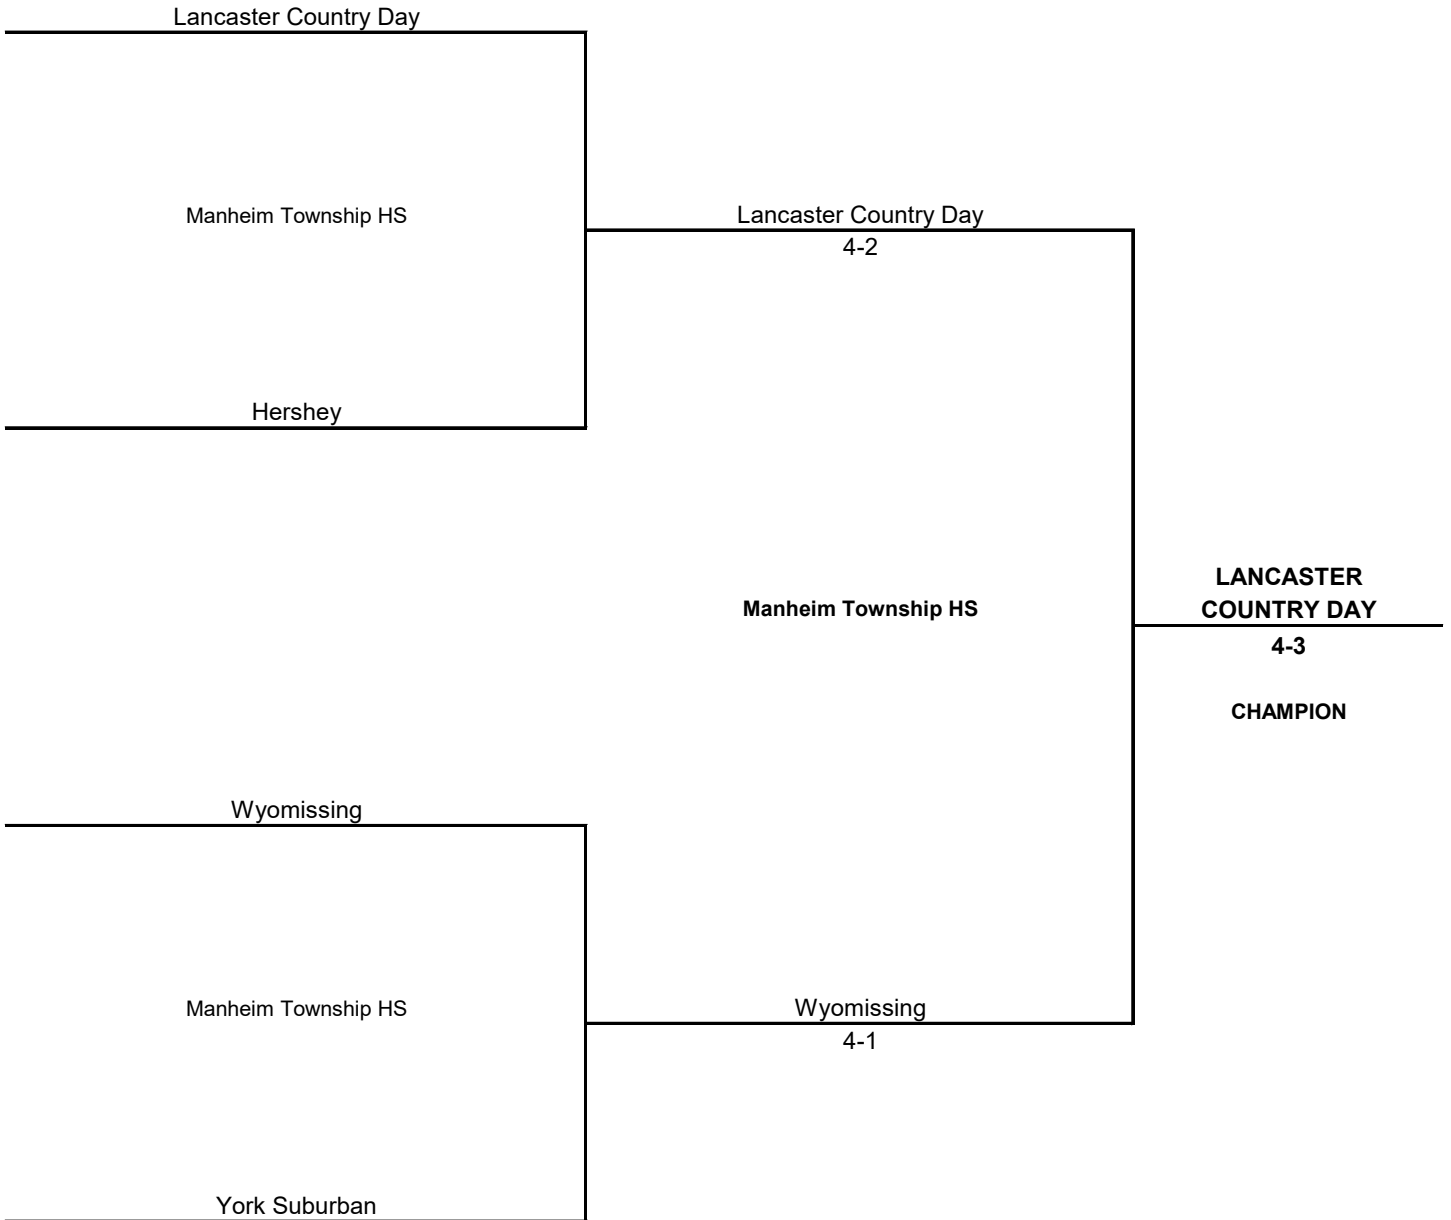 Lancaster Country Day
Manheim Township HS
Lancaster Country Day
4-2
Hershey
LANCASTER
COUNTRY DAY
Manheim Township HS
4-3
CHAMPION
Wyomissing
Manheim Township HS
Wyomissing
4-1
York Suburban